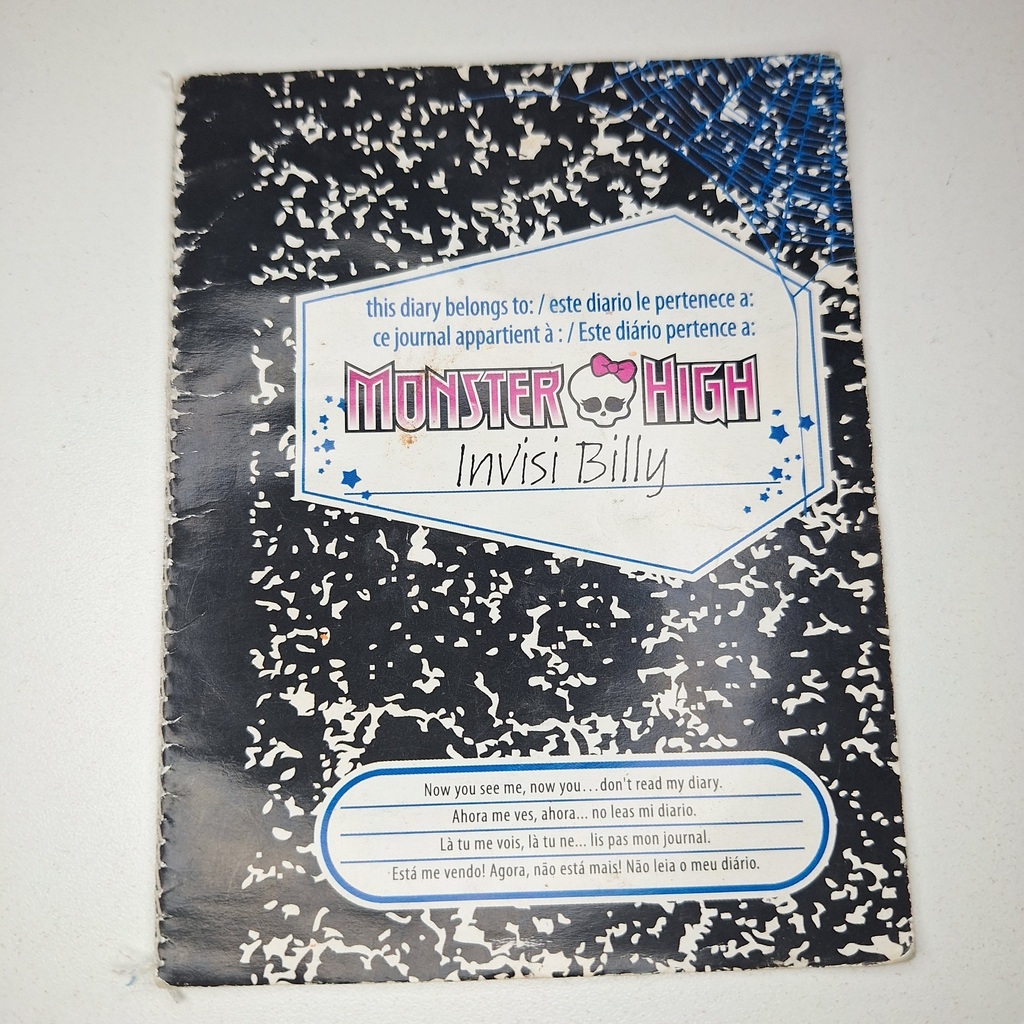 this diary belongs to: / este diario le pertenece a:
ce journal appartient à : / Este diário pertence a:
MONSTER HIGH
Invisi Billy
Now you see me, now you...don't read my diary.
Ahora me ves, ahora... no leas mi diario.
Là tu me vois, là tu ne... lis pas mon journal.
Está me vendo! Agora, não está mais! Não leia o meu diário.